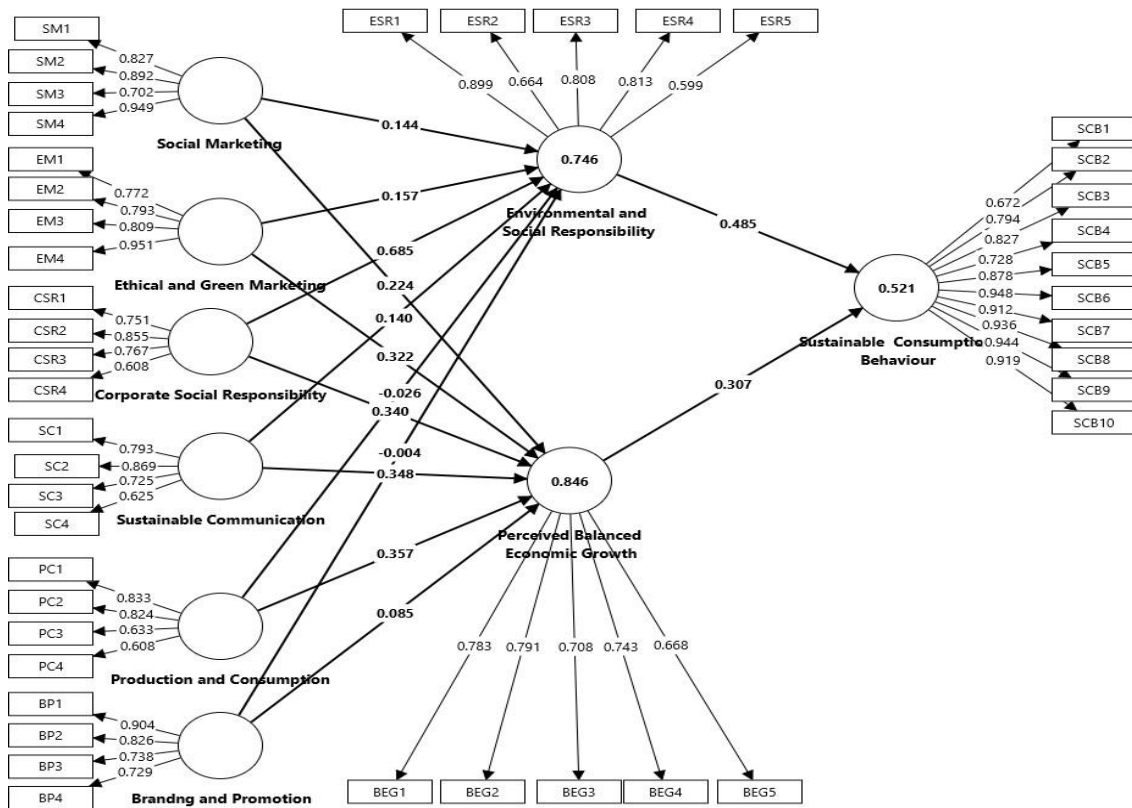 SM1
SM2
SM3
SM4
0.827
0.892
0.702
0.949
Social Marketing
EM1
EM2
EM3
EM4
0.772
0.793
0.809
0.951
Ethical and Green Marketing
CSR1
CSR2
CSR3
CSR4
0.751
0.855
0.767
0.608
Corporate Social Responsibility
SC1
SC2
SC3
SC4
0.793
0.869
0.725
0.625
Sustainable Communication
PC1
PC2
PC3
PC4
0.833
0.824
0.633
0.608
Production and Consumption
BP1
BP2
BP3
BP4
0.904
0.826
0.738
0.729
Brandng and Promotion
ESR1
ESR2
ESR3
ESR4
ESR5
0.899
0.664
0.808
0.813
0.599
0.144
0.157
0.685
0.224
0.140
0.322
-0.026
0.340
-0.004
0.348
0.357
0.085
0.746
Environmental and
Social Responsibility
0.846
Perceived Balanced
Economic Growth
0.783
0.791
0.708
0.743
0.668
BEG1
BEG2
BEG3
BEG4
BEG5
0.485
0.307
0.521
Sustainable Consumptic
Behaviour
0.672
0.794
0.827
0.728
0.878
0.948
0.912
0.936
0.944
0.919
SCB1
SCB2
SCB3
SCB4
SCB5
SCB6
SCB7
SCB8
SCB9
SCB10